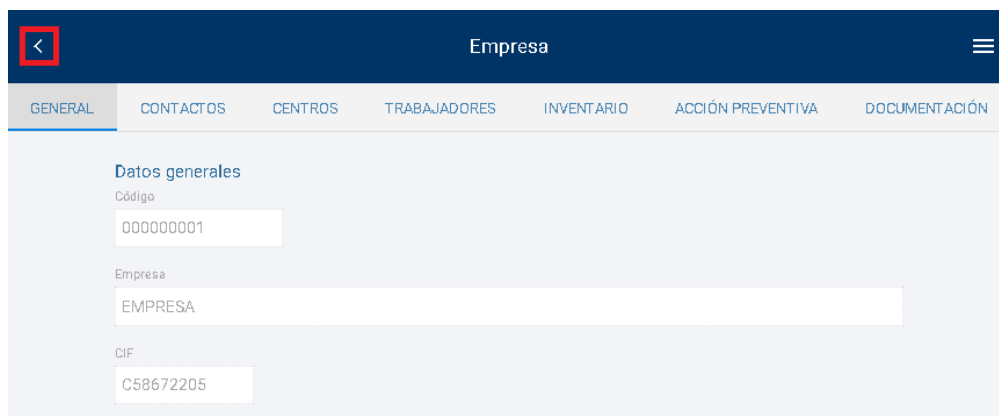 Empresa
GENERAL CONTACTOS CENTROS TRABAJADORES INVENTARIO ACCIÓN PREVENTIVA DOCUMENTACIÓN
Datos generales
Código
000000001
Empresa
EMPRESA
CIF
C58672205